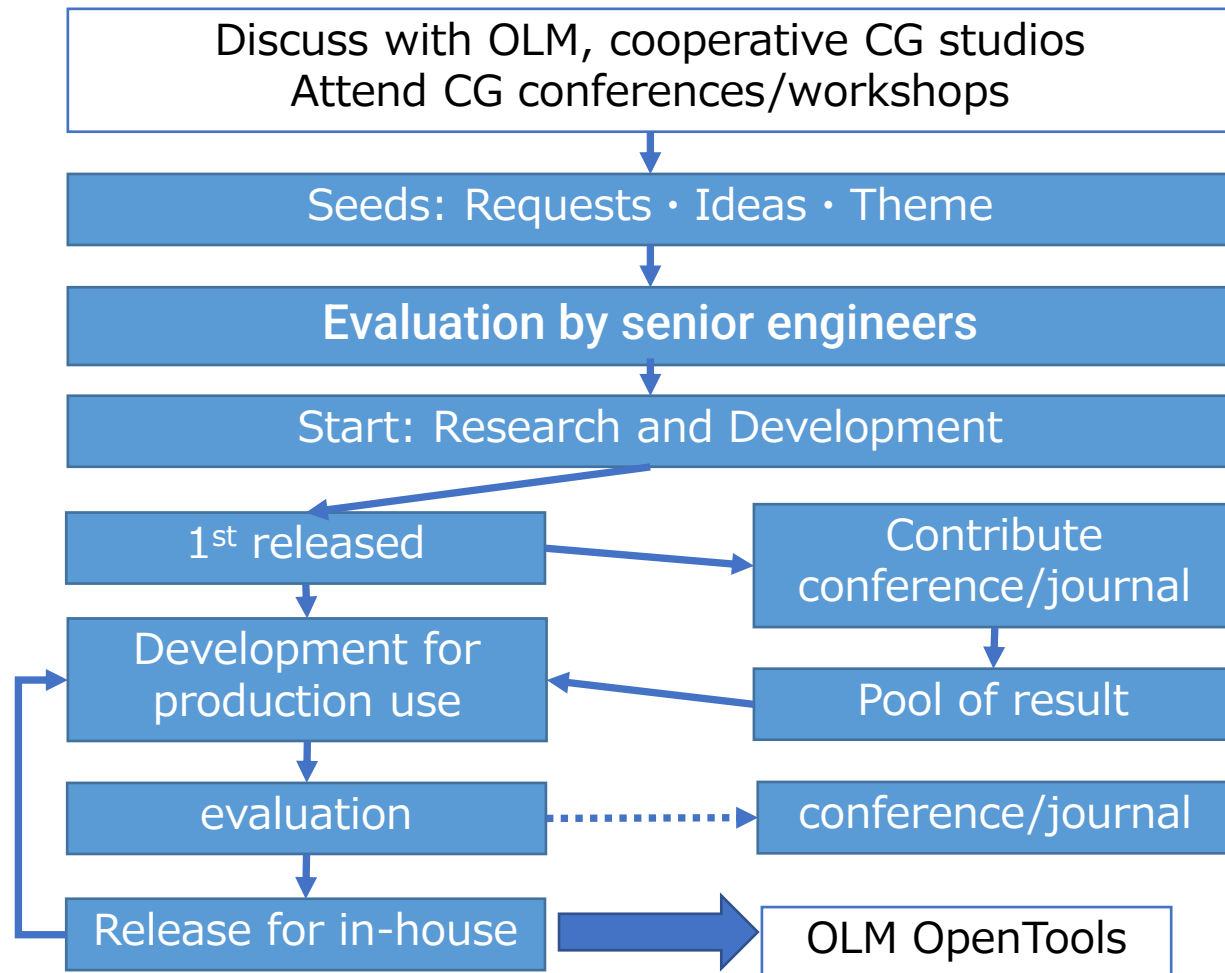 Discuss with OLM, cooperative CG studios
Attend CG conferences/workshops
Seeds: Requests・Ideas・Theme
Evaluation by senior engineers
Start: Research and Development
1st released
Contribute
conference/journal
Development for
production use
Pool of result
evaluation
conference/journal
Release for in-house
OLM OpenTools